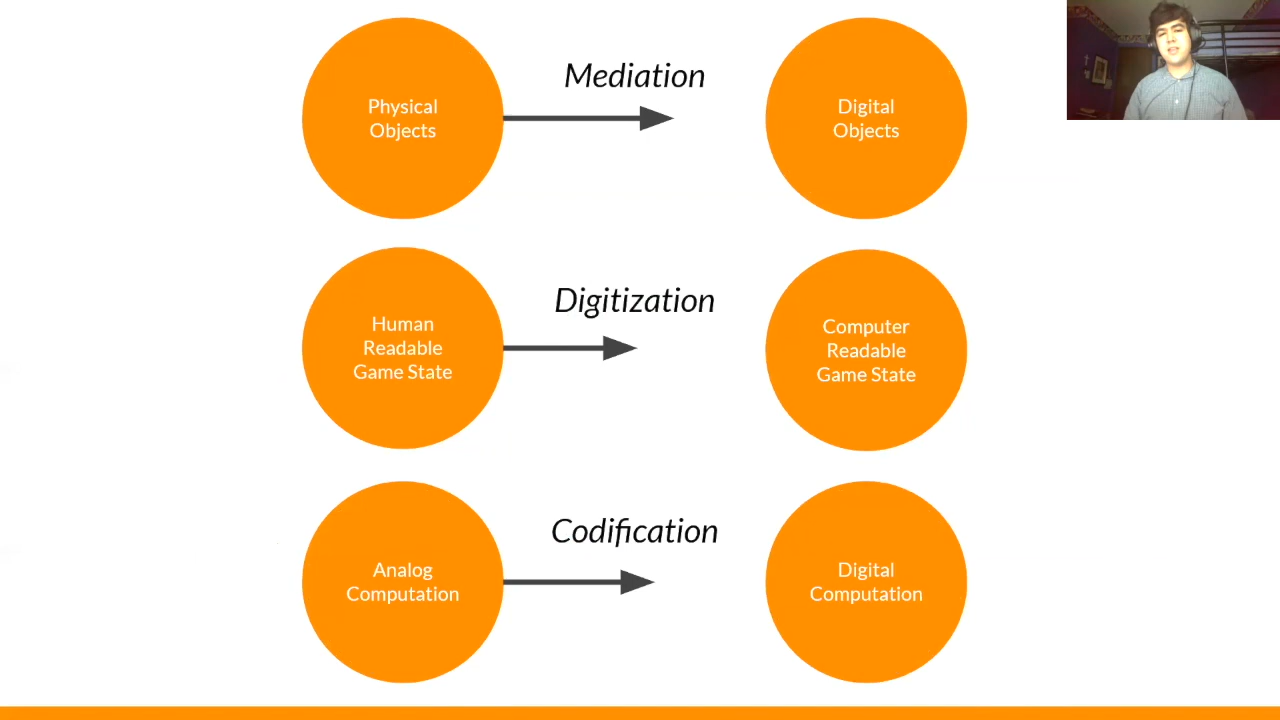 Physical
Objects
Mediation
Digital
Objects
Human
Readable
Game State
Digitization
Computer
Readable
Game State
Analog
Computation
Codification
Digital
Computation